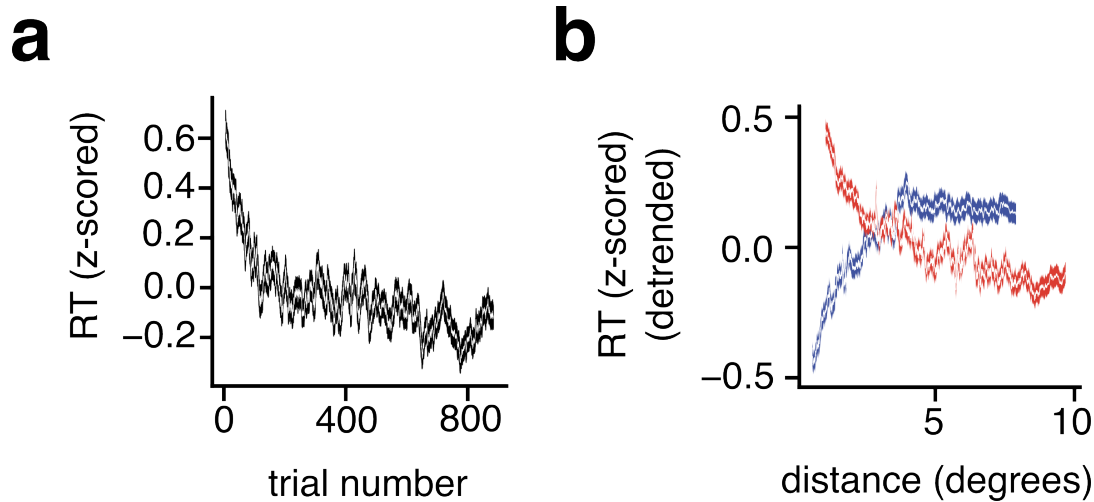 a
RT (z-scored)
0.6
0.4
0.2
0.0
−0.2
0 400 800
trial number
b
RT (z-scored)
(detrended)
0.5
0.0
−0.5
5 10
distance (degrees)